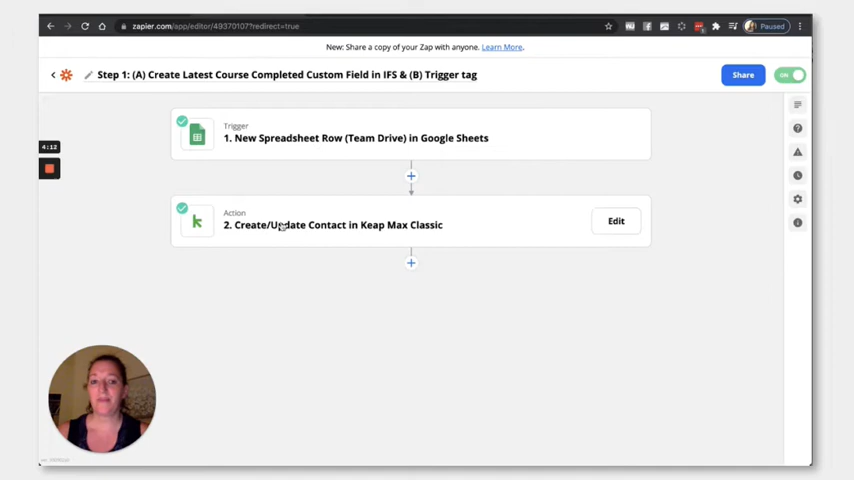 zapier.com/app/editor/49370107?redirect=true
Paused
New: Share a copy of your Zap with anyone. Learn More.
Step 1: (A) Create Latest Course Completed Custom Field in IFS & (B) Trigger tag
Share
ON
4:12
Trigger
1. New Spreadsheet Row (Team Drive) in Google Sheets
Action
2. Create/Update Contact in Keap Max Classic
Edit